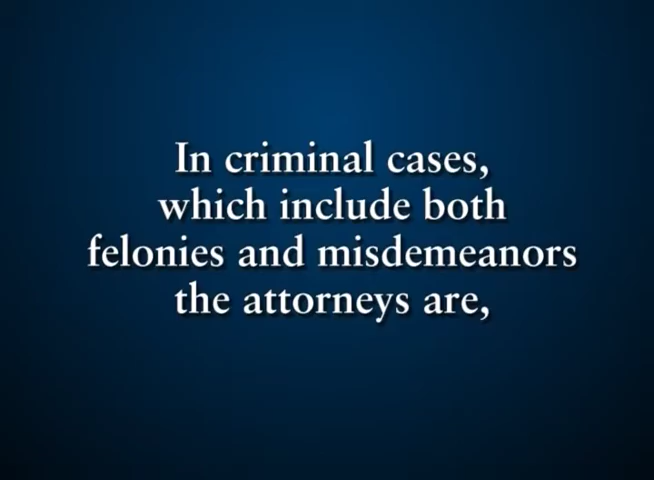 In criminal cases,
which include both
felonies and misdemeanors
the attorneys are,